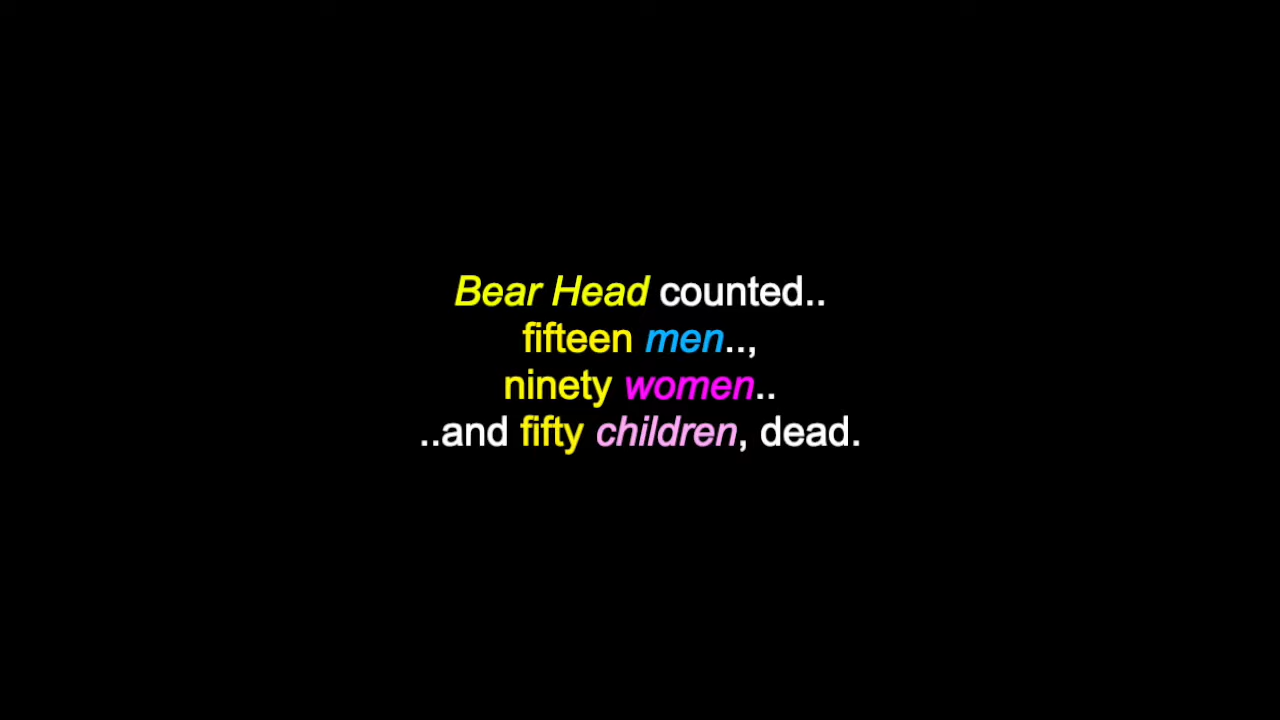 Bear Head counted..
fifteen men..,
ninety women..
..and fifty children, dead.